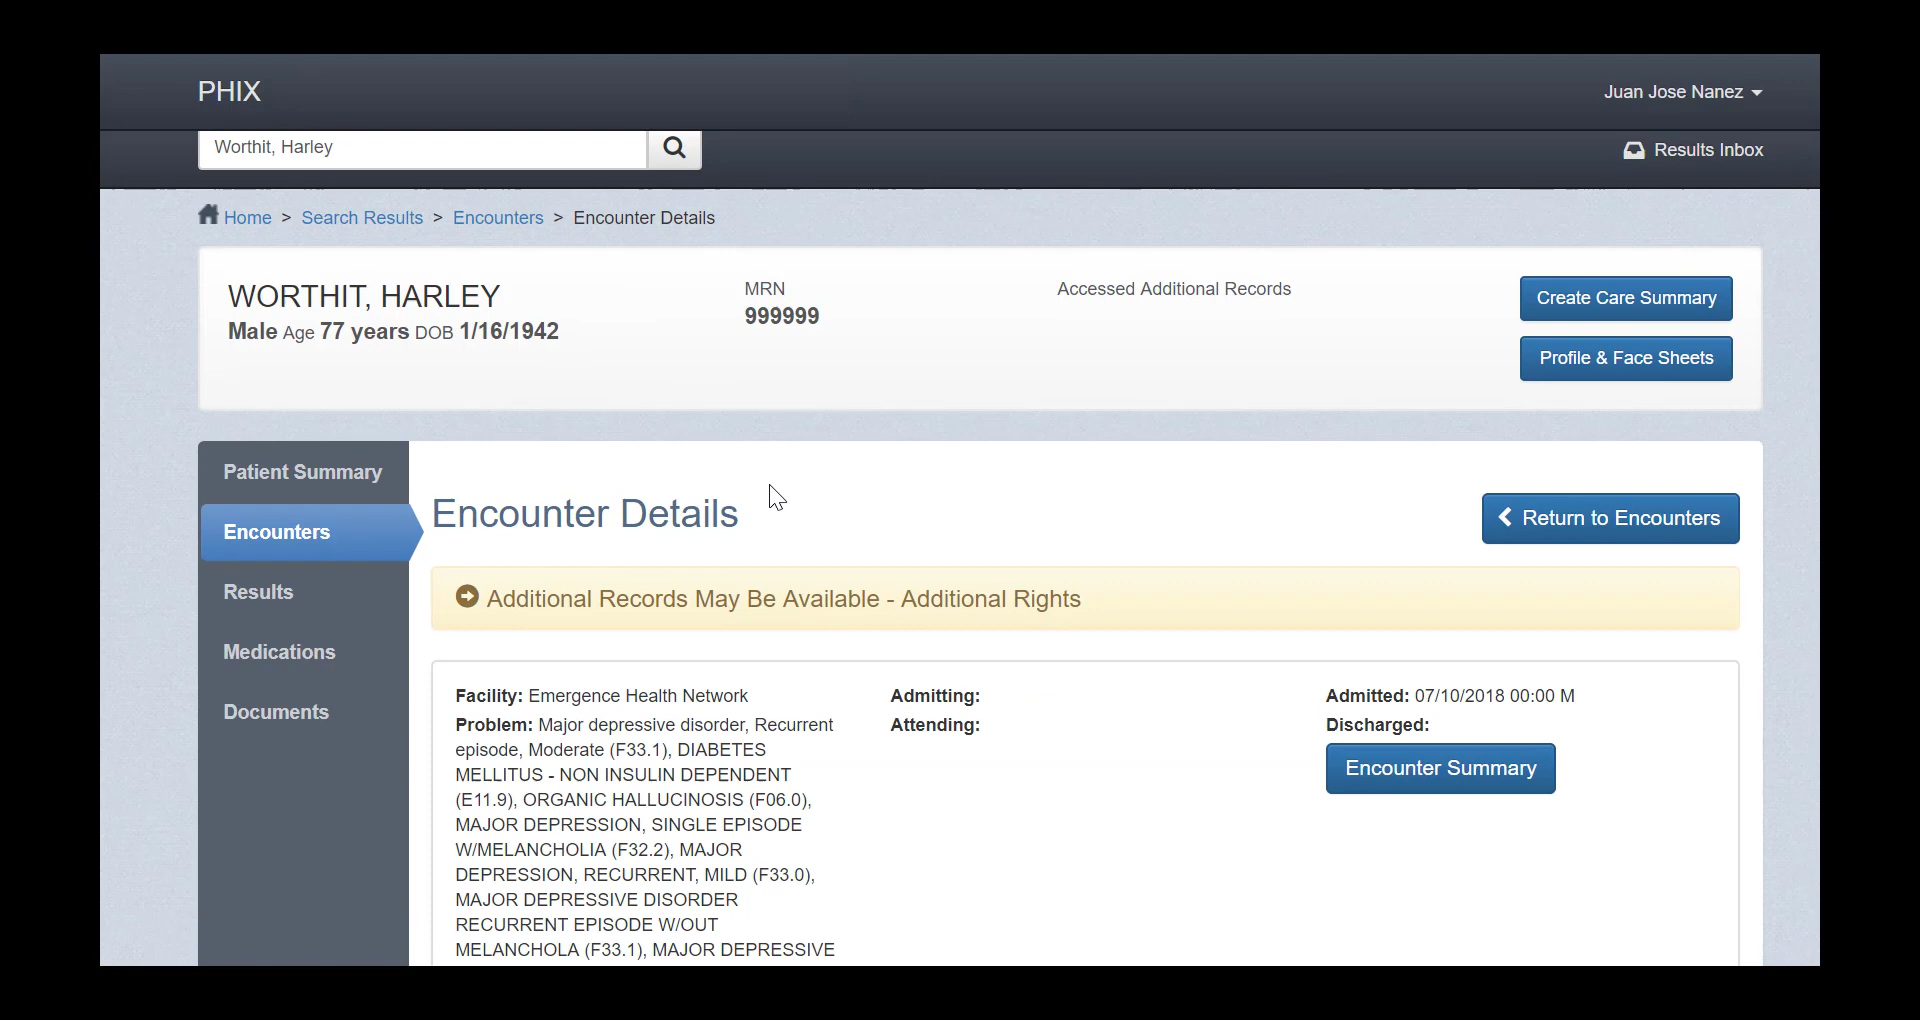 PHIX
Juan Jose Nanez
Worthit, Harley
Results Inbox
Home > Search Results > Encounters > Encounter Details
WORTHIT, HARLEY
Male Age 77 years DOB 1/16/1942
MRN
999999
Accessed Additional Records
Create Care Summary
Profile & Face Sheets
Patient Summary
Encounters
Results
Medications
Documents
Encounter Details
Return to Encounters
Additional Records May Be Available - Additional Rights
Facility: Emergence Health Network
Problem: Major depressive disorder, Recurrent
episode, Moderate (F33.1), DIABETES
MELLITUS - NON INSULIN DEPENDENT
(E11.9), ORGANIC HALLUCINOSIS (F06.0),
MAJOR DEPRESSION, SINGLE EPISODE
W/MELANCHOLIA (F32.2), MAJOR
DEPRESSION, RECURRENT, MILD (F33.0),
MAJOR DEPRESSIVE DISORDER
RECURRENT EPISODE W/OUT
MELANCHOLA (F33.1), MAJOR DEPRESSIVE
Admitting:
Attending:
Admitted: 07/10/2018 00:00 M
Discharged:
Encounter Summary